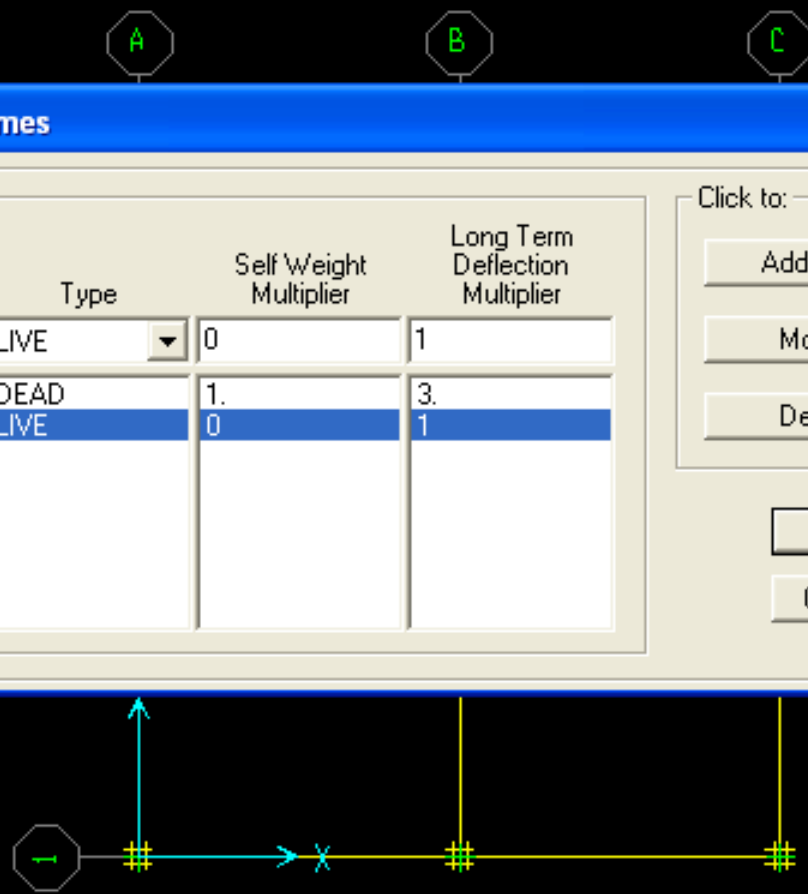 A B C
mes
Click to:
Type
Self Weight
Multiplier
Long Term
Deflection
Multiplier
Add
LIVE 0 1
Mo
DEAD 1. 3.
LIVE 0 1
De
X
1